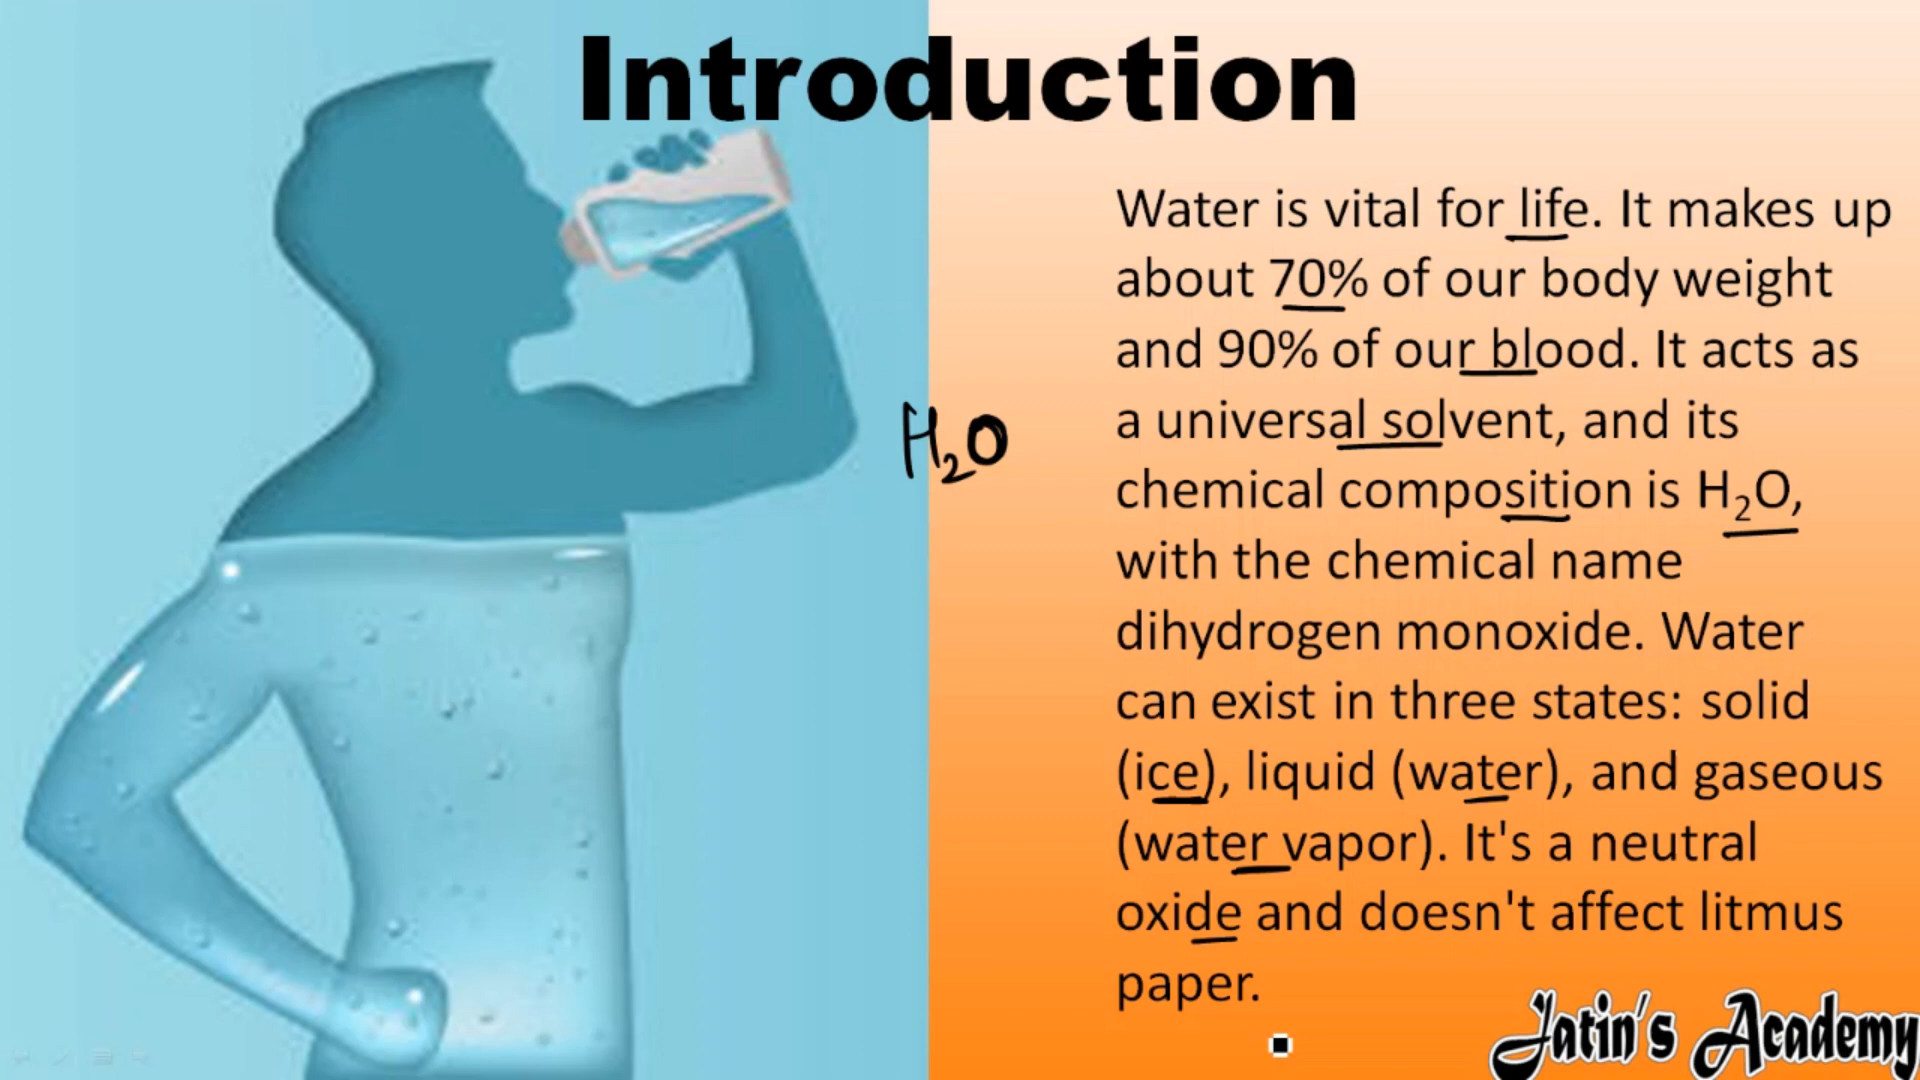 Introduction
Water is vital for life. It makes up
about 70% of our body weight
and 90% of our blood. It acts as
a universal solvent, and its
chemical composition is H₂O,
with the chemical name
dihydrogen monoxide. Water
can exist in three states: solid
(ice), liquid (water), and gaseous
(water vapor). It's a neutral
oxide and doesn't affect litmus
paper.
H₂O
Jatin's Academy